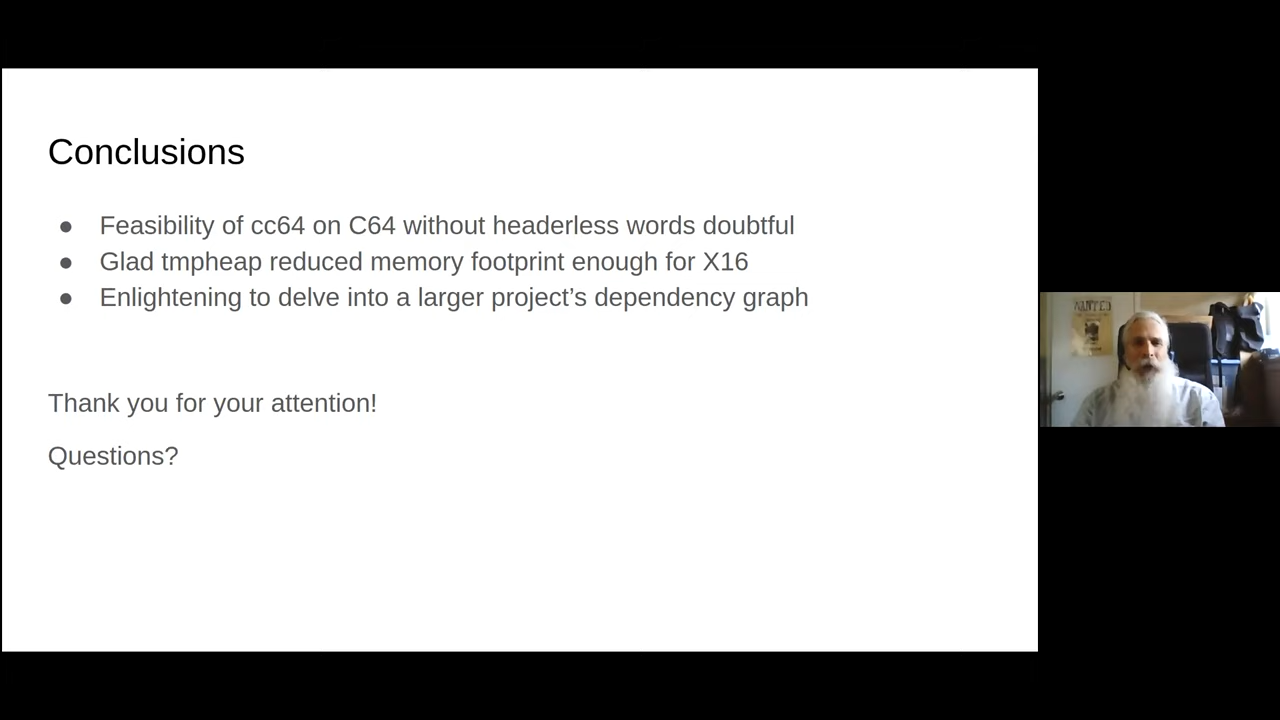 Conclusions
● Feasibility of cc64 on C64 without headerless words doubtful
● Glad tmpheap reduced memory footprint enough for X16
● Enlightening to delve into a larger project’s dependency graph
Thank you for your attention!
Questions?
WANTED